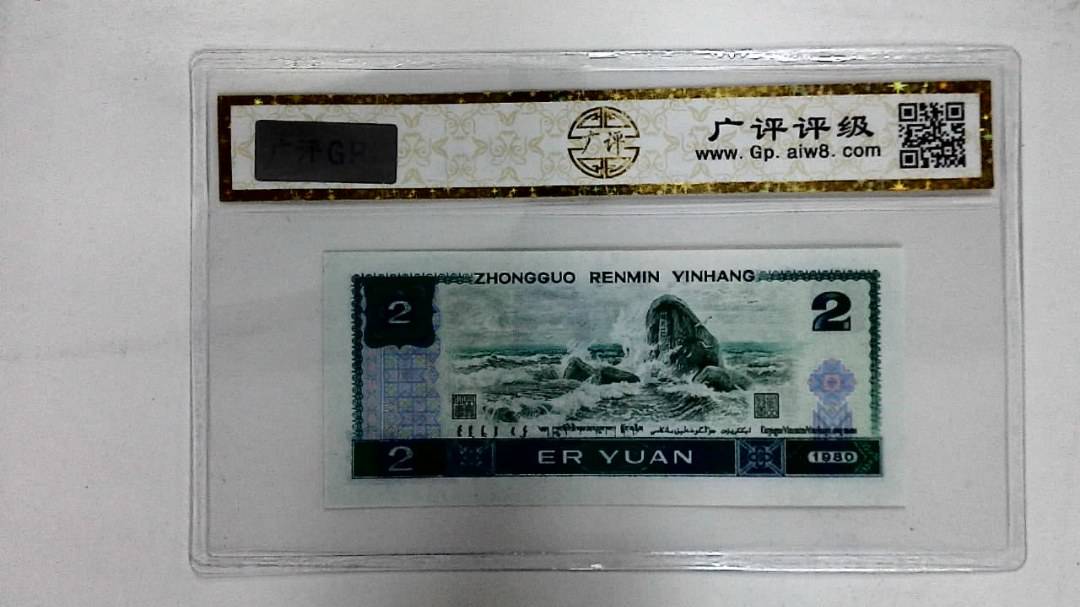 广评GP
广评
广评评级
www.Gp.aiw8.com
ZHONGGUO RENMIN YINHANG
2
2
2
ER YUAN
1980